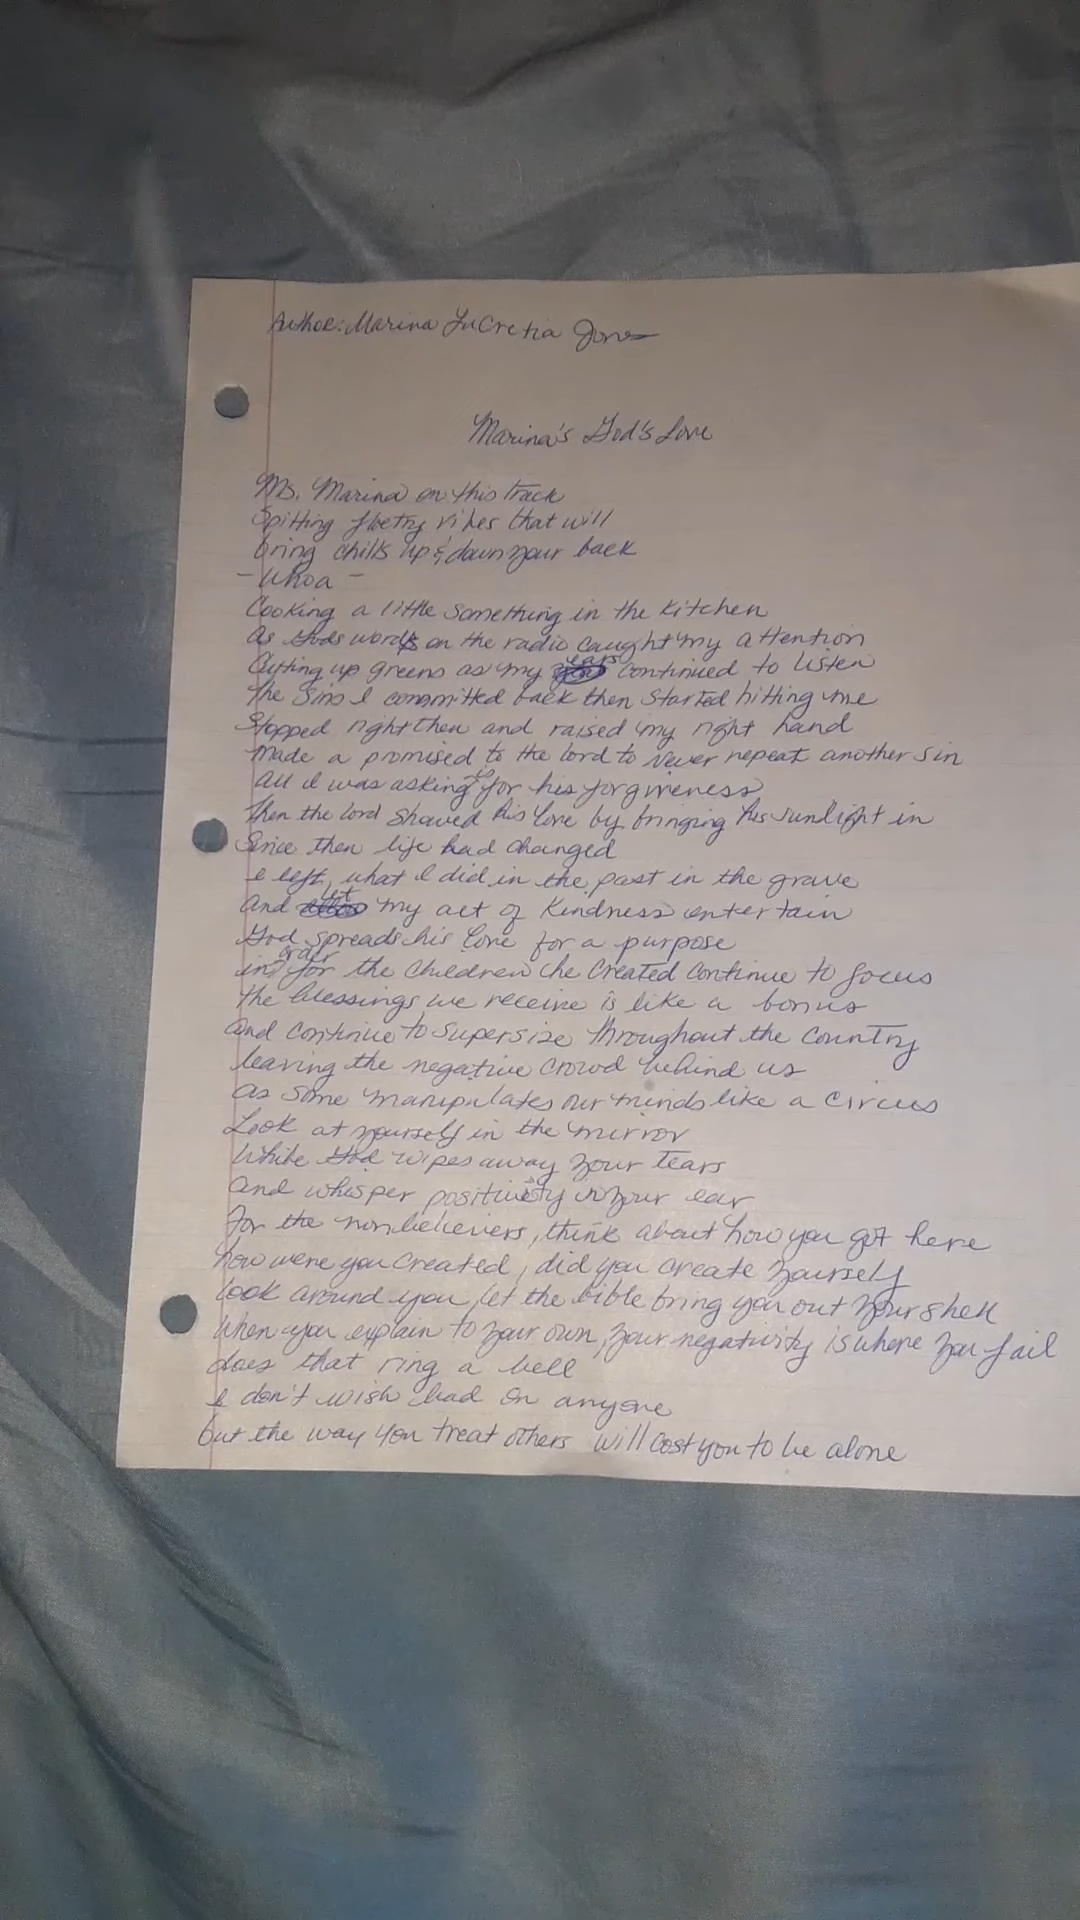 Author: Marina LuCretia Jones
Marina's God's Love
Ms. Marina on this track
Spitting Poetry vibes that will
bring chills up & down your back
- Whoa -
Cooking a little something in the kitchen
As Gods words on the radio caught my attention
Cutting up greens as my ears continued to listen
The sins I committed back then started hitting me
Stopped right then and raised my right hand
Made a promised to the lord to never repeat another sin
All I was asking for his forgiveness
Then the lord showed his love by bringing his sunlight in
Since then life had changed
I left what I did in the past in the grave
And let my act of kindness entertain
God spreads his love for a purpose
in order for the children he created continue to focus
The blessings we receive is like a bonus
and continue to supersize throughout the country
leaving the negative crowd behind us
as some manipulates our minds like a circus
Look at yourself in the mirror
While God wipes away your tears
And whisper positivity in your ear
For the nonbelievers, think about how you got here
how were you created, did you create yourself
look around you, let the bible bring you out your shell
When you explain to your own, your negativity is where you fail
does that ring a bell
I don't wish bad on anyone
but the way you treat others will cost you to be alone